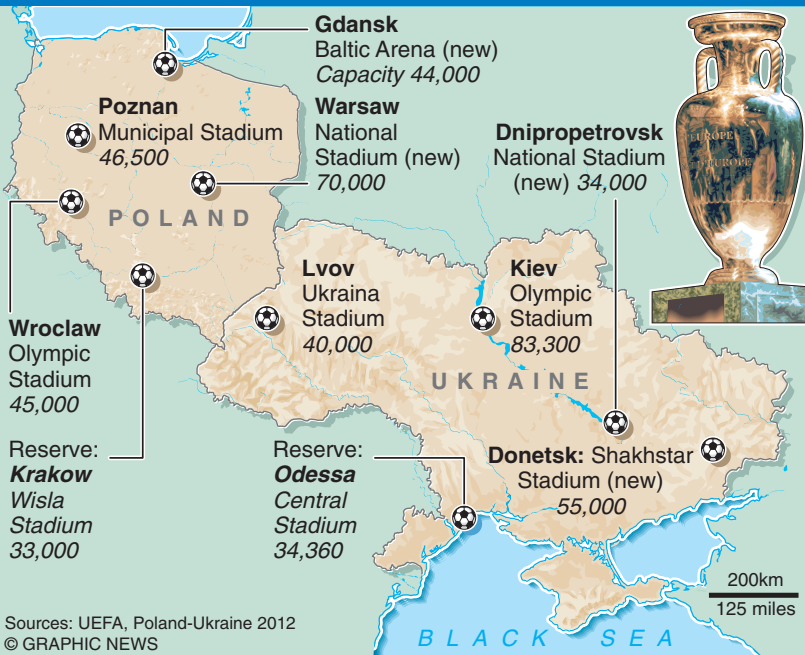 Gdansk
Baltic Arena (new)
Capacity 44,000
Poznan
Municipal Stadium
46,500
Warsaw
National
Stadium (new)
70,000
Dnipropetrovsk
National Stadium
(new) 34,000
EUROPE
POLAND
Lvov
Ukraina
Stadium
40,000
Kiev
Olympic
Stadium
83,300
Wroclaw
Olympic
Stadium
45,000
UKRAINE
Reserve:
Krakow
Wisla
Stadium
33,000
Reserve:
Odessa
Central
Stadium
34,360
Donetsk: Shakhstar
Stadium (new)
55,000
200km
125 miles
BLACK SEA
Sources: UEFA, Poland-Ukraine 2012
© GRAPHIC NEWS